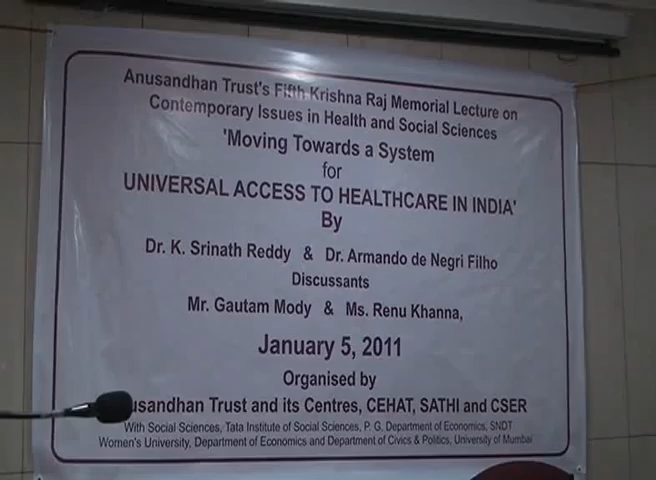 Anusandhan Trust's Fifth Krishna Raj Memorial Lecture on
Contemporary Issues in Health and Social Sciences
'Moving Towards a System
for
UNIVERSAL ACCESS TO HEALTHCARE IN INDIA'
By
Dr. K. Srinath Reddy & Dr. Armando de Negri Filho
Discussants
Mr. Gautam Mody & Ms. Renu Khanna,
January 5, 2011
Organised by
usandhan Trust and its Centres, CEHAT, SATHI and CSER
With Social Sciences, Tata Institute of Social Sciences, P. G. Department of Economics, SNDT
Women's University, Department of Economics and Department of Civics & Politics, University of Mumbai